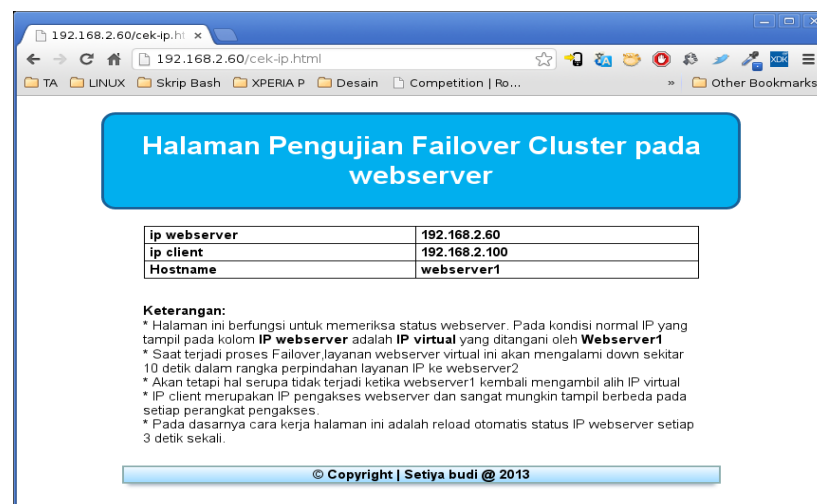 192.168.2.60/cek-ip.ht
192.168.2.60/cek-ip.html
TA LINUX Skrip Bash XPERIA P Desain Competition | Ro... » Other Bookmarks
Halaman Pengujian Failover Cluster pada
webserver
ip webserver 192.168.2.60
ip client 192.168.2.100
Hostname webserver1
Keterangan:
* Halaman ini berfungsi untuk memeriksa status webserver. Pada kondisi normal IP yang
tampil pada kolom IP webserver adalah IP virtual yang ditangani oleh Webserver1
* Saat terjadi proses Failover,layanan webserver virtual ini akan mengalami down sekitar
10 detik dalam rangka perpindahan layanan IP ke webserver2
* Akan tetapi hal serupa tidak terjadi ketika webserver1 kembali mengambil alih IP virtual
* IP client merupakan IP pengakses webserver dan sangat mungkin tampil berbeda pada
setiap perangkat pengakses.
* Pada dasarnya cara kerja halaman ini adalah reload otomatis status IP webserver setiap
3 detik sekali.
© Copyright | Setiya budi @ 2013